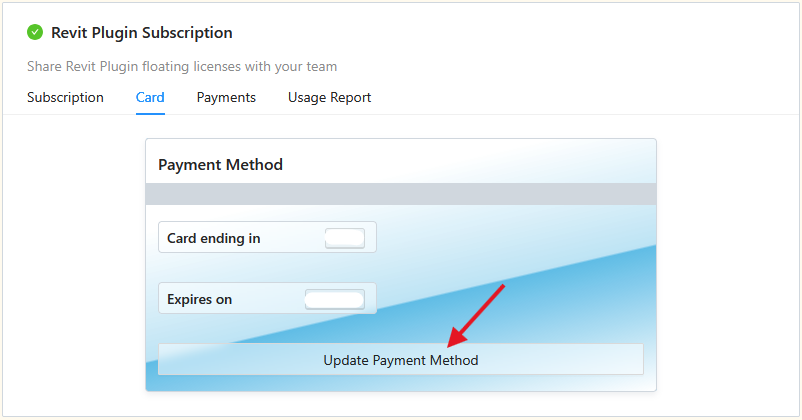 Revit Plugin Subscription
Share Revit Plugin floating licenses with your team
Subscription Card Payments Usage Report
Payment Method
Card ending in
Expires on
Update Payment Method